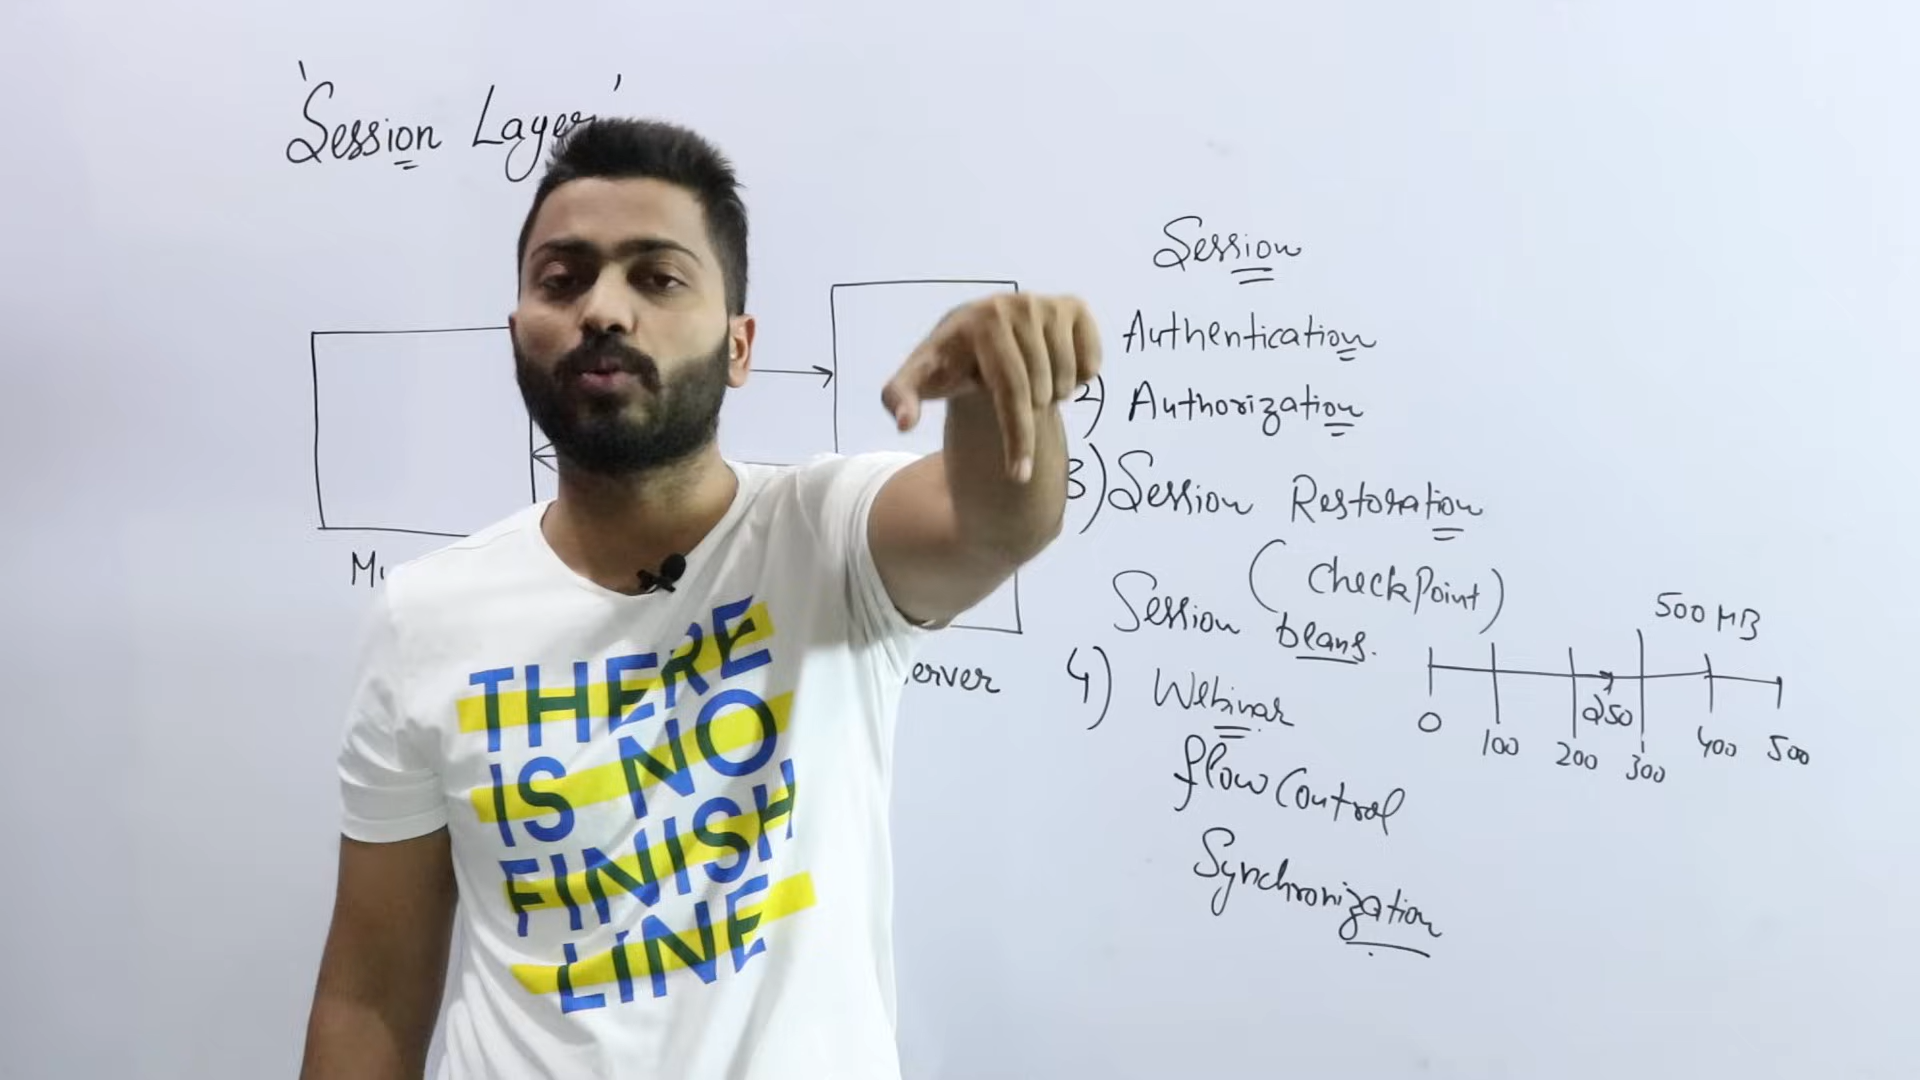 'Session Layer'
Session
Authentication
2) Authorization
3) Session Restoration
(CheckPoint)
Session beans.
4) Webinar
flow Control
Synchronization
500 MB
0 100 200 250 300 400 500
erver
THERE
IS NO
FINISH
LINE